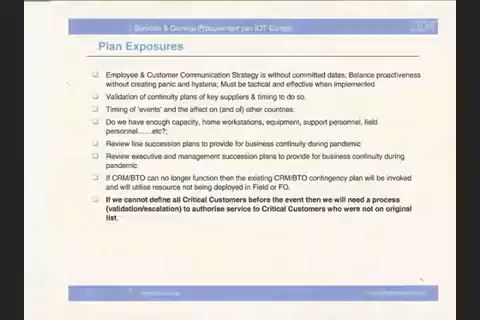 Services & General Procurement pan IOT Europe
IBM
Plan Exposures
Employee & Customer Communication Strategy is without committed dates; Balance proactiveness
without creating panic and hysteria; Must be tactical and effective when implemented
Validation of continuity plans of key suppliers & timing to do so.
Timing of 'events' and the affect on (and of) other countries.
Do we have enough capacity, home workstations, equipment, support personnel, field
personnel......etc?;
Review line succession plans to provide for business continuity during pandemic
Review executive and management succession plans to provide for business continuity during
pandemic
If CRM/BTO can no longer function then the existing CRM/BTO contingency plan will be invoked
and will utilise resource not being deployed in Field or FO.
If we cannot define all Critical Customers before the event then we will need a process
(validation/escalation) to authorise service to Critical Customers who were not on original
list.